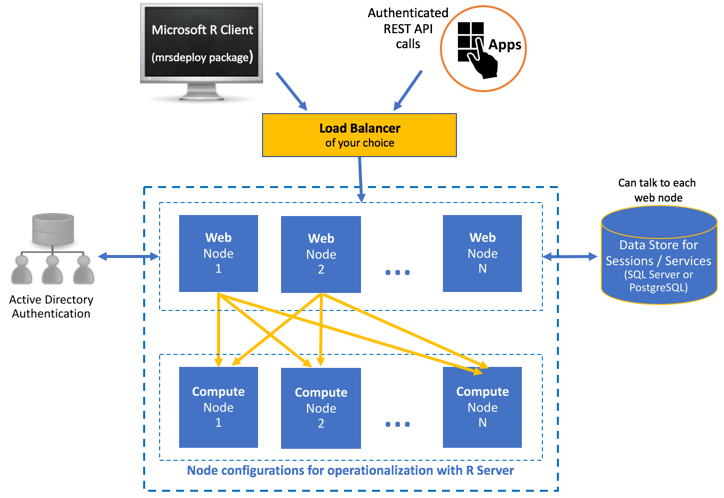 Microsoft R Client
(mrsdeploy package)
Authenticated
REST API
calls
Apps
Load Balancer
of your choice
Can talk to each
web node
Web
Node
1
Web
Node
2
...
Web
Node
N
Data Store for
Sessions / Services
(SQL Server or
PostgreSQL)
Active Directory
Authentication
Compute
Node
1
Compute
Node
2
...
Compute
Node
N
Node configurations for operationalization with R Server